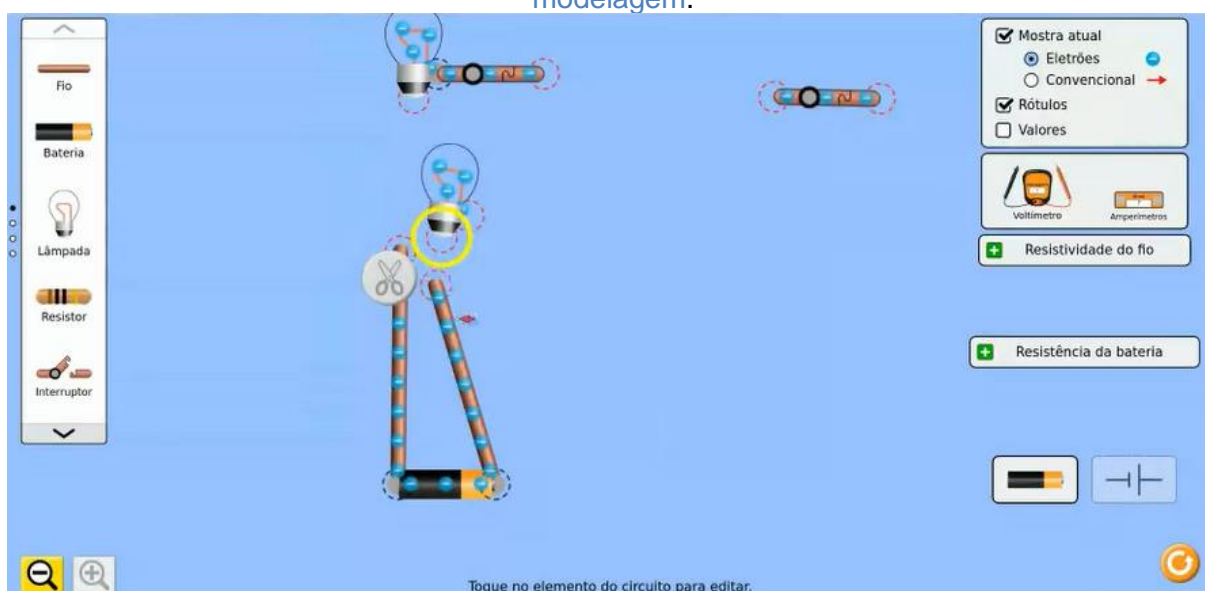 modelagem.
Fio
Bateria
Lâmpada
Resistor
Interruptor
Mostra atual
Eletrões
Convencional
Rótulos
Valores
Voltímetro
Amperímetros
Resistividade do fio
Resistência da bateria
Toque no elemento do circuito para editar.